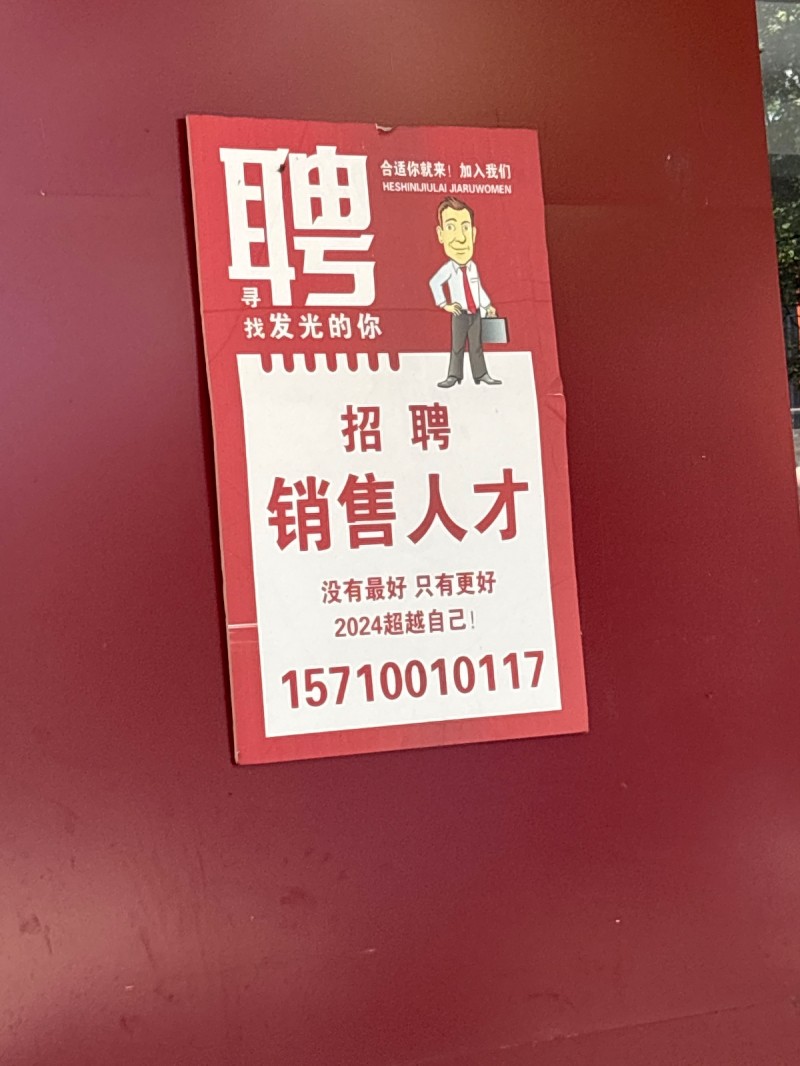 聘
合适你就来！加入我们
HESHINIJIULAI JIARUWOMEN
寻
找发光的你
招 聘
销售人才
没有最好 只有更好
2024超越自己！
15710010117